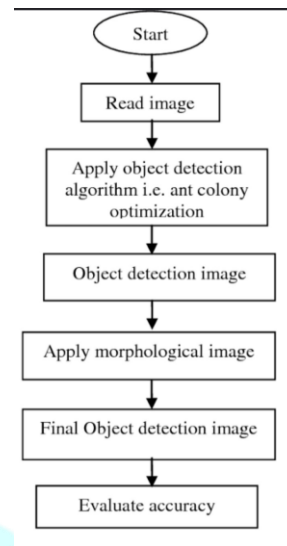 Start
Read image
Apply object detection
algorithm i.e. ant colony
optimization
Object detection image
Apply morphological image
Final Object detection image
Evaluate accuracy